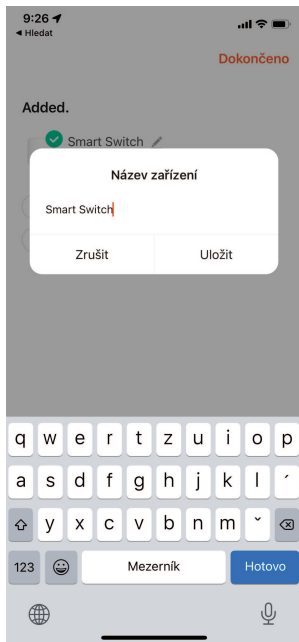 9:26
◀ Hledat
Dokončeno
Added.
Smart Switch
Název zařízení
Smart Switch
Zrušit
Uložit
q w e r t z u i o p
a s d f g h j k l ´
y x c v b n m ˇ
123
Mezerník
Hotovo